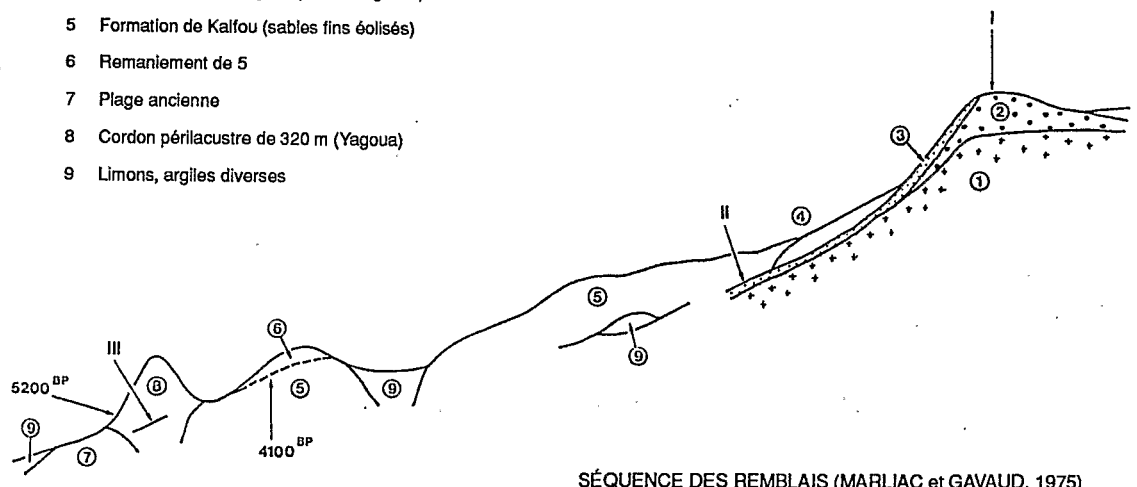 5 Formation de Kalfou (sables fins éolisés)
6 Remaniement de 5
7 Plage ancienne
8 Cordon périlacustre de 320 m (Yagoua)
9 Limons, argiles diverses
I
2
3
1
II
4
5
9
6
III
8
5
9
5200 BP
4100 BP
9
7
SÉQUENCE DES REMBLAIS (MARLIAC et GAVAUD, 1975)